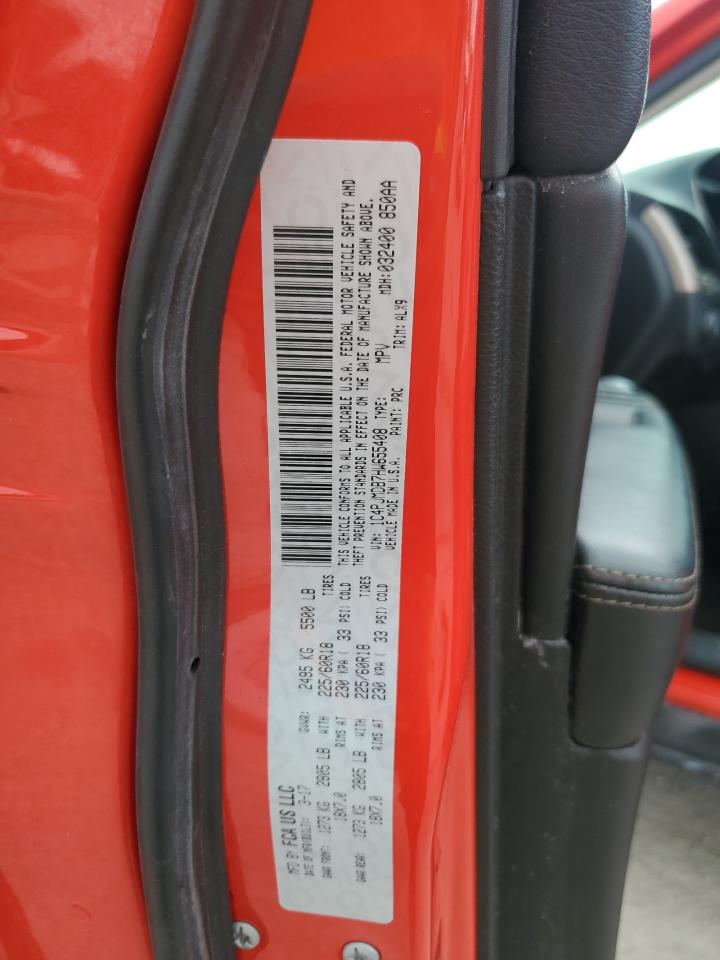 MFD BY: FCA US LLC
DATE OF MFR(BUILT): 3-17 GVWR: 2495 KG 5500 LB
GAWR FRONT: 1273 KG 2805 LB WITH 225/60R18 TIRES
18X7.0 RIMS AT 230 KPA ( 33 PSI) COLD
GAWR REAR: 1273 KG 2805 LB WITH 225/60R18 TIRES
18X7.0 RIMS AT 230 KPA ( 33 PSI) COLD
THIS VEHICLE CONFORMS TO ALL APPLICABLE U.S.A. FEDERAL MOTOR VEHICLE SAFETY AND
THEFT PREVENTION STANDARDS IN EFFECT ON THE DATE OF MANUFACTURE SHOWN ABOVE.
VIN: 1C4PJMDB7HW655408 TYPE: MPV MDH:032400 850AA
VEHICLE MADE IN U.S.A. PAINT: PRC TRIM: ALX9